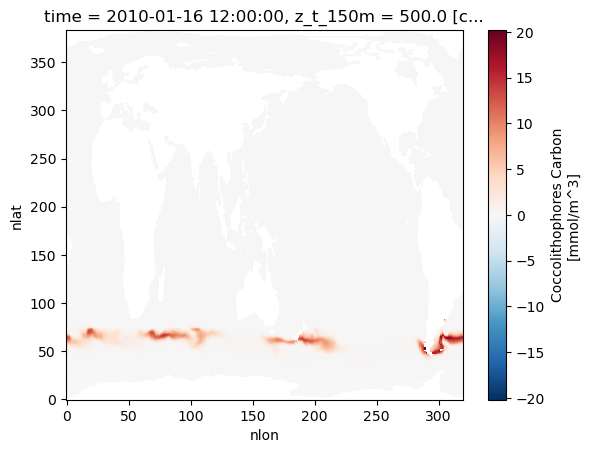 time = 2010-01-16 12:00:00, z_t_150m = 500.0 [c...
nlat
350
300
250
200
150
100
50
0
0 50 100 150 200 250 300
nlon
20
15
10
5
0
−5
−10
−15
−20
Coccolithophores Carbon
[mmol/m^3]